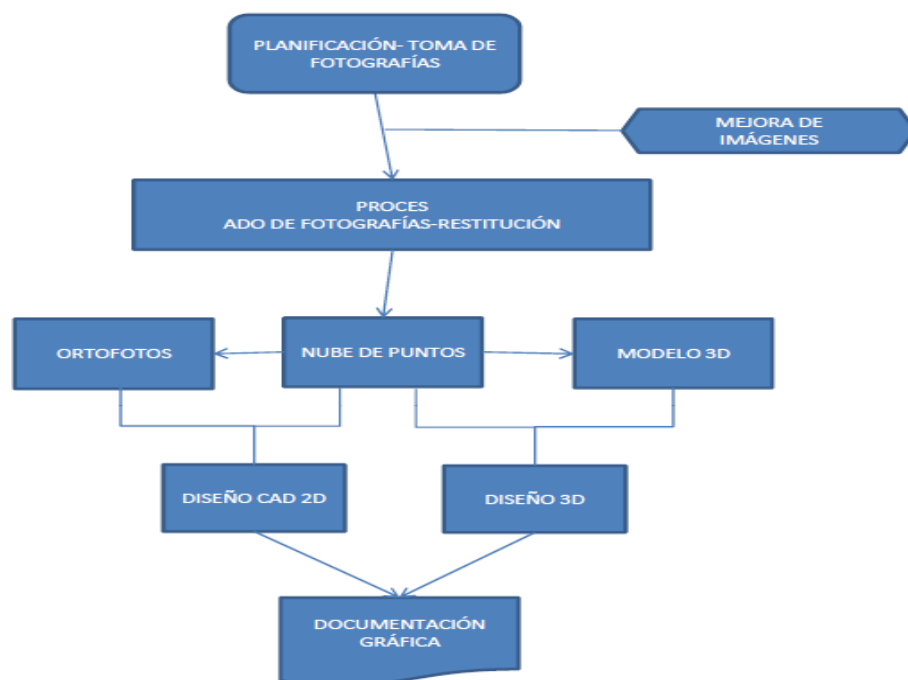 PLANIFICACIÓN- TOMA DE
FOTOGRAFÍAS
MEJORA DE
IMÁGENES
PROCES
ADO DE FOTOGRAFÍAS-RESTITUCIÓN
ORTOFOTOS
NUBE DE PUNTOS
MODELO 3D
DISEÑO CAD 2D
DISEÑO 3D
DOCUMENTACIÓN
GRÁFICA